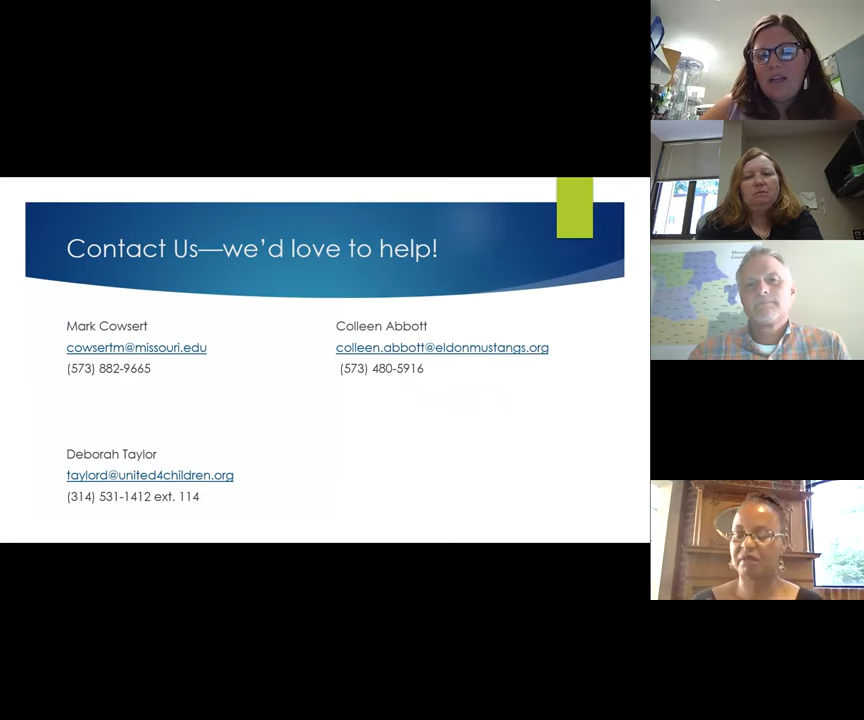 Contact Us—we'd love to help!
Mark Cowsert
cowsertm@missouri.edu
(573) 882-9665
Colleen Abbott
colleen.abbott@eldonmustangs.org
(573) 480-5916
Deborah Taylor
taylord@united4children.org
(314) 531-1412 ext. 114